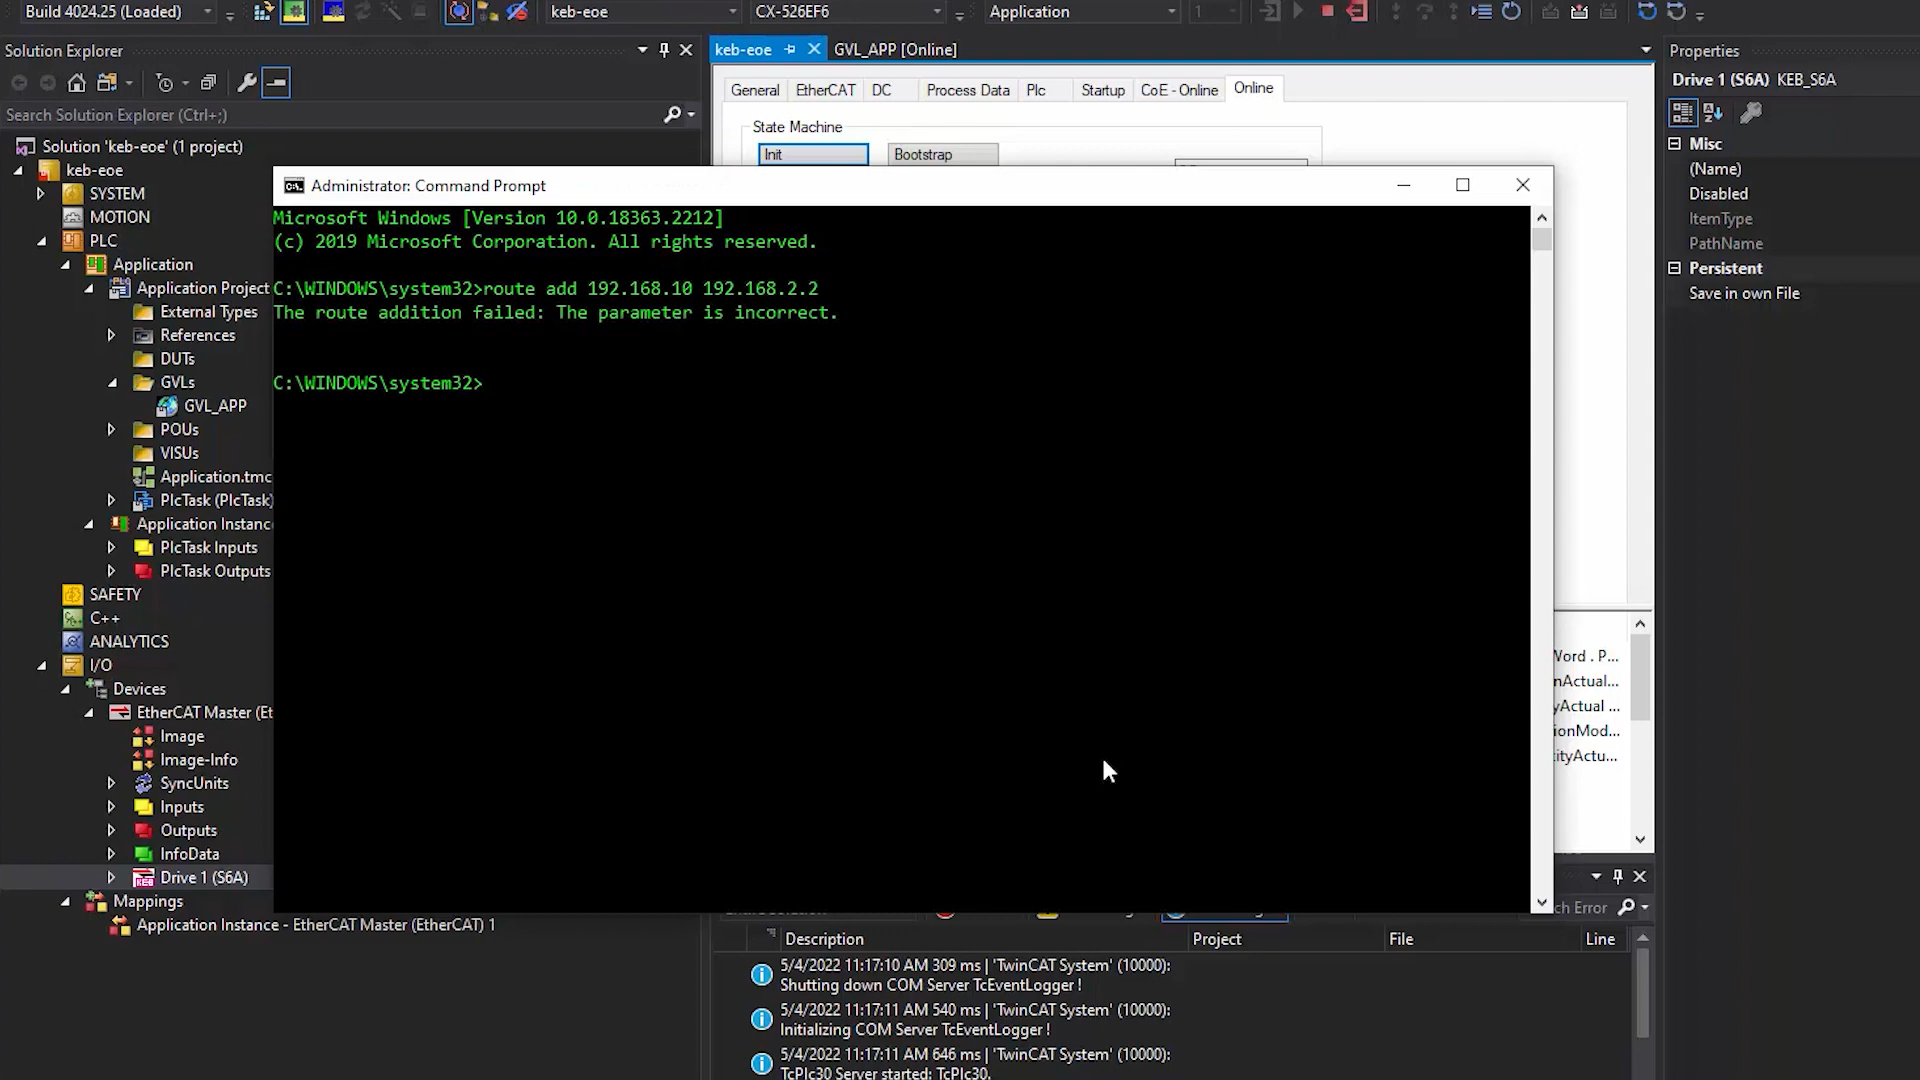 Build 4024.25 (Loaded)
keb-eoe
CX-526EF6
Application
1
Solution Explorer
Search Solution Explorer (Ctrl+;)
Solution 'keb-eoe' (1 project)
keb-eoe
SYSTEM
MOTION
PLC
Application
Application Project
External Types
References
DUTs
GVLs
GVL_APP
POUs
VISUs
Application.tmc
PlcTask (PlcTask)
Application Instanc
PlcTask Inputs
PlcTask Outputs
SAFETY
C++
ANALYTICS
I/O
Devices
EtherCAT Master (Et
Image
Image-Info
SyncUnits
Inputs
Outputs
InfoData
Drive 1 (S6A)
Mappings
Application Instance - EtherCAT Master (EtherCAT) 1
keb-eoe
GVL_APP [Online]
General
EtherCAT
DC
Process Data
Plc
Startup
CoE - Online
Online
State Machine
Init
Bootstrap
Administrator: Command Prompt
Microsoft Windows [Version 10.0.18363.2212]
(c) 2019 Microsoft Corporation. All rights reserved.
C:\WINDOWS\system32>route add 192.168.10 192.168.2.2
The route addition failed: The parameter is incorrect.
C:\WINDOWS\system32>
Word . P...
nActual...
yActual ...
ionMod...
ityActu...
ch Error
Description
Project
File
Line
5/4/2022 11:17:10 AM 309 ms | 'TwinCAT System' (10000):
Shutting down COM Server TcEventLogger !
5/4/2022 11:17:11 AM 540 ms | 'TwinCAT System' (10000):
Initializing COM Server TcEventLogger !
5/4/2022 11:17:11 AM 646 ms | 'TwinCAT System' (10000):
TcPlc30 Server started: TcPlc30.
Properties
Drive 1 (S6A) KEB_S6A
Misc
(Name)
Disabled
ItemType
PathName
Persistent
Save in own File